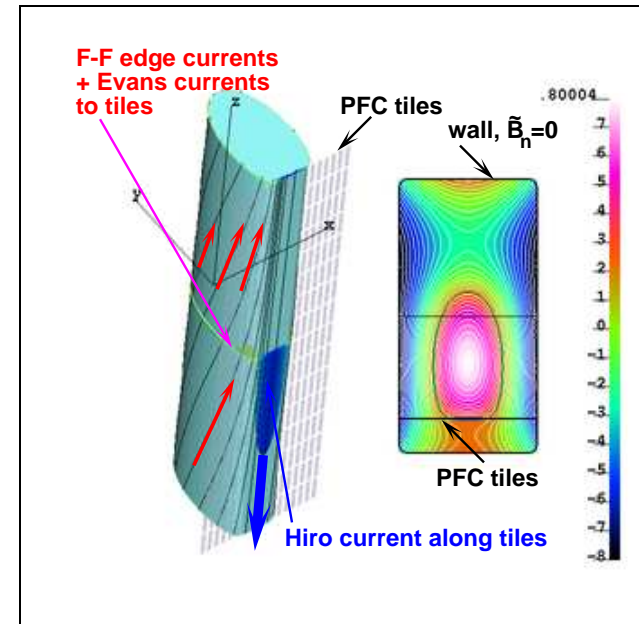 F-F edge currents
+ Evans currents
to tiles
PFC tiles
wall, B̃n=0
z
y
x
.80004
.7
.6
.5
.4
.3
.2
.1
.0
-.1
-.2
-.3
-.4
-.5
-.6
-.7
-.8
PFC tiles
Hiro current along tiles